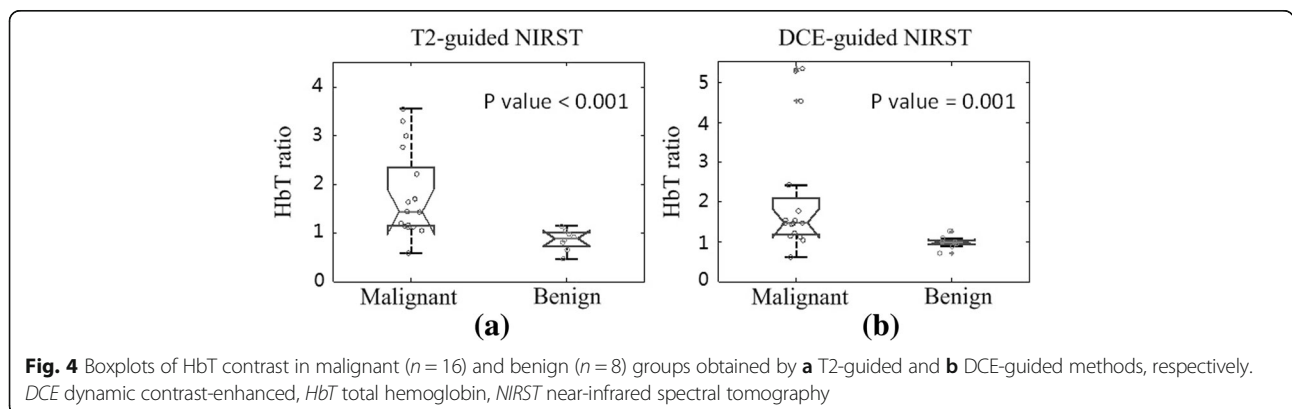 T2-guided NIRST
DCE-guided NIRST
P value < 0.001
P value = 0.001
HbT ratio
HbT ratio
4
3
2
1
0
5
4
3
2
1
0
Malignant
Benign
Malignant
Benign
(a)
(b)
Fig. 4 Boxplots of HbT contrast in malignant (n = 16) and benign (n = 8) groups obtained by a T2-guided and b DCE-guided methods, respectively.
DCE dynamic contrast-enhanced, HbT total hemoglobin, NIRST near-infrared spectral tomography